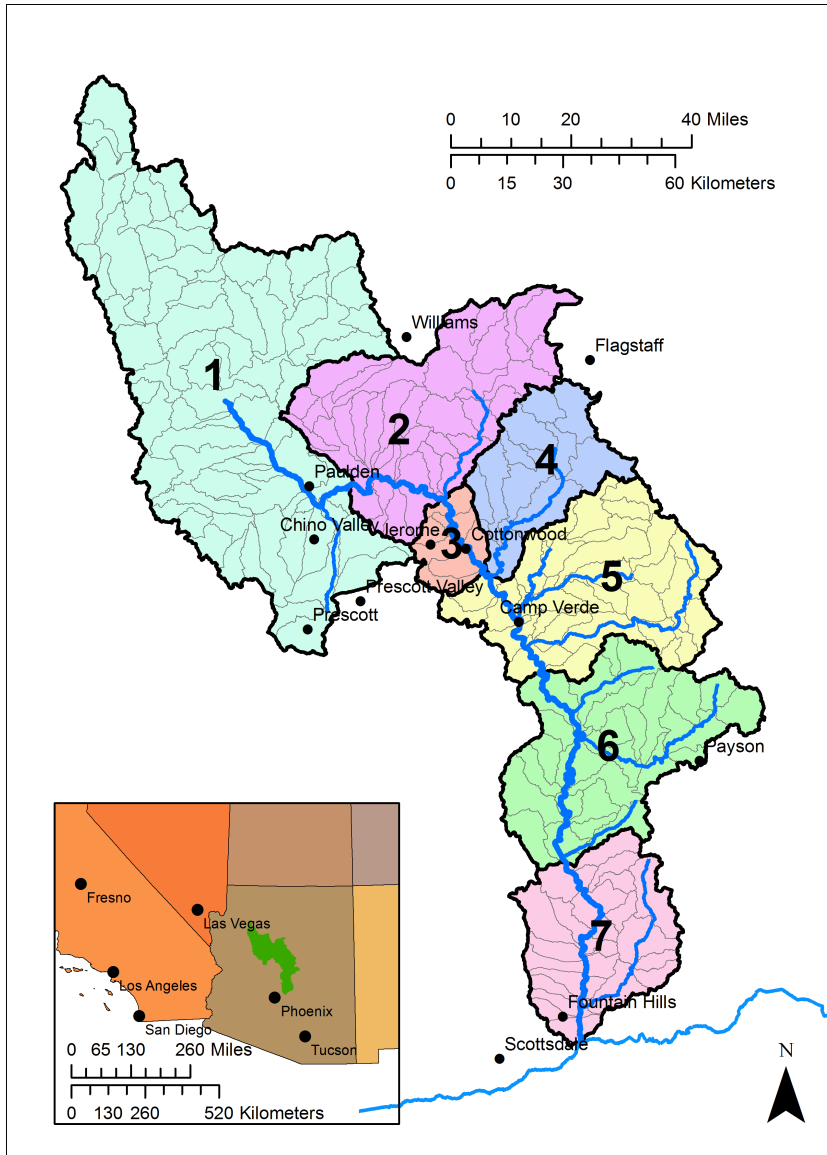 0 10 20 40 Miles
0 15 30 60 Kilometers
Williams
Flagstaff
1
2
4
Paulden
Chino Valley
Jerome
3
Cottonwood
5
Prescott Valley
Camp Verde
Prescott
6
Payson
7
Fountain Hills
Scottsdale
N
Fresno
Las Vegas
Los Angeles
Phoenix
San Diego
Tucson
0 65 130 260 Miles
0 130 260 520 Kilometers